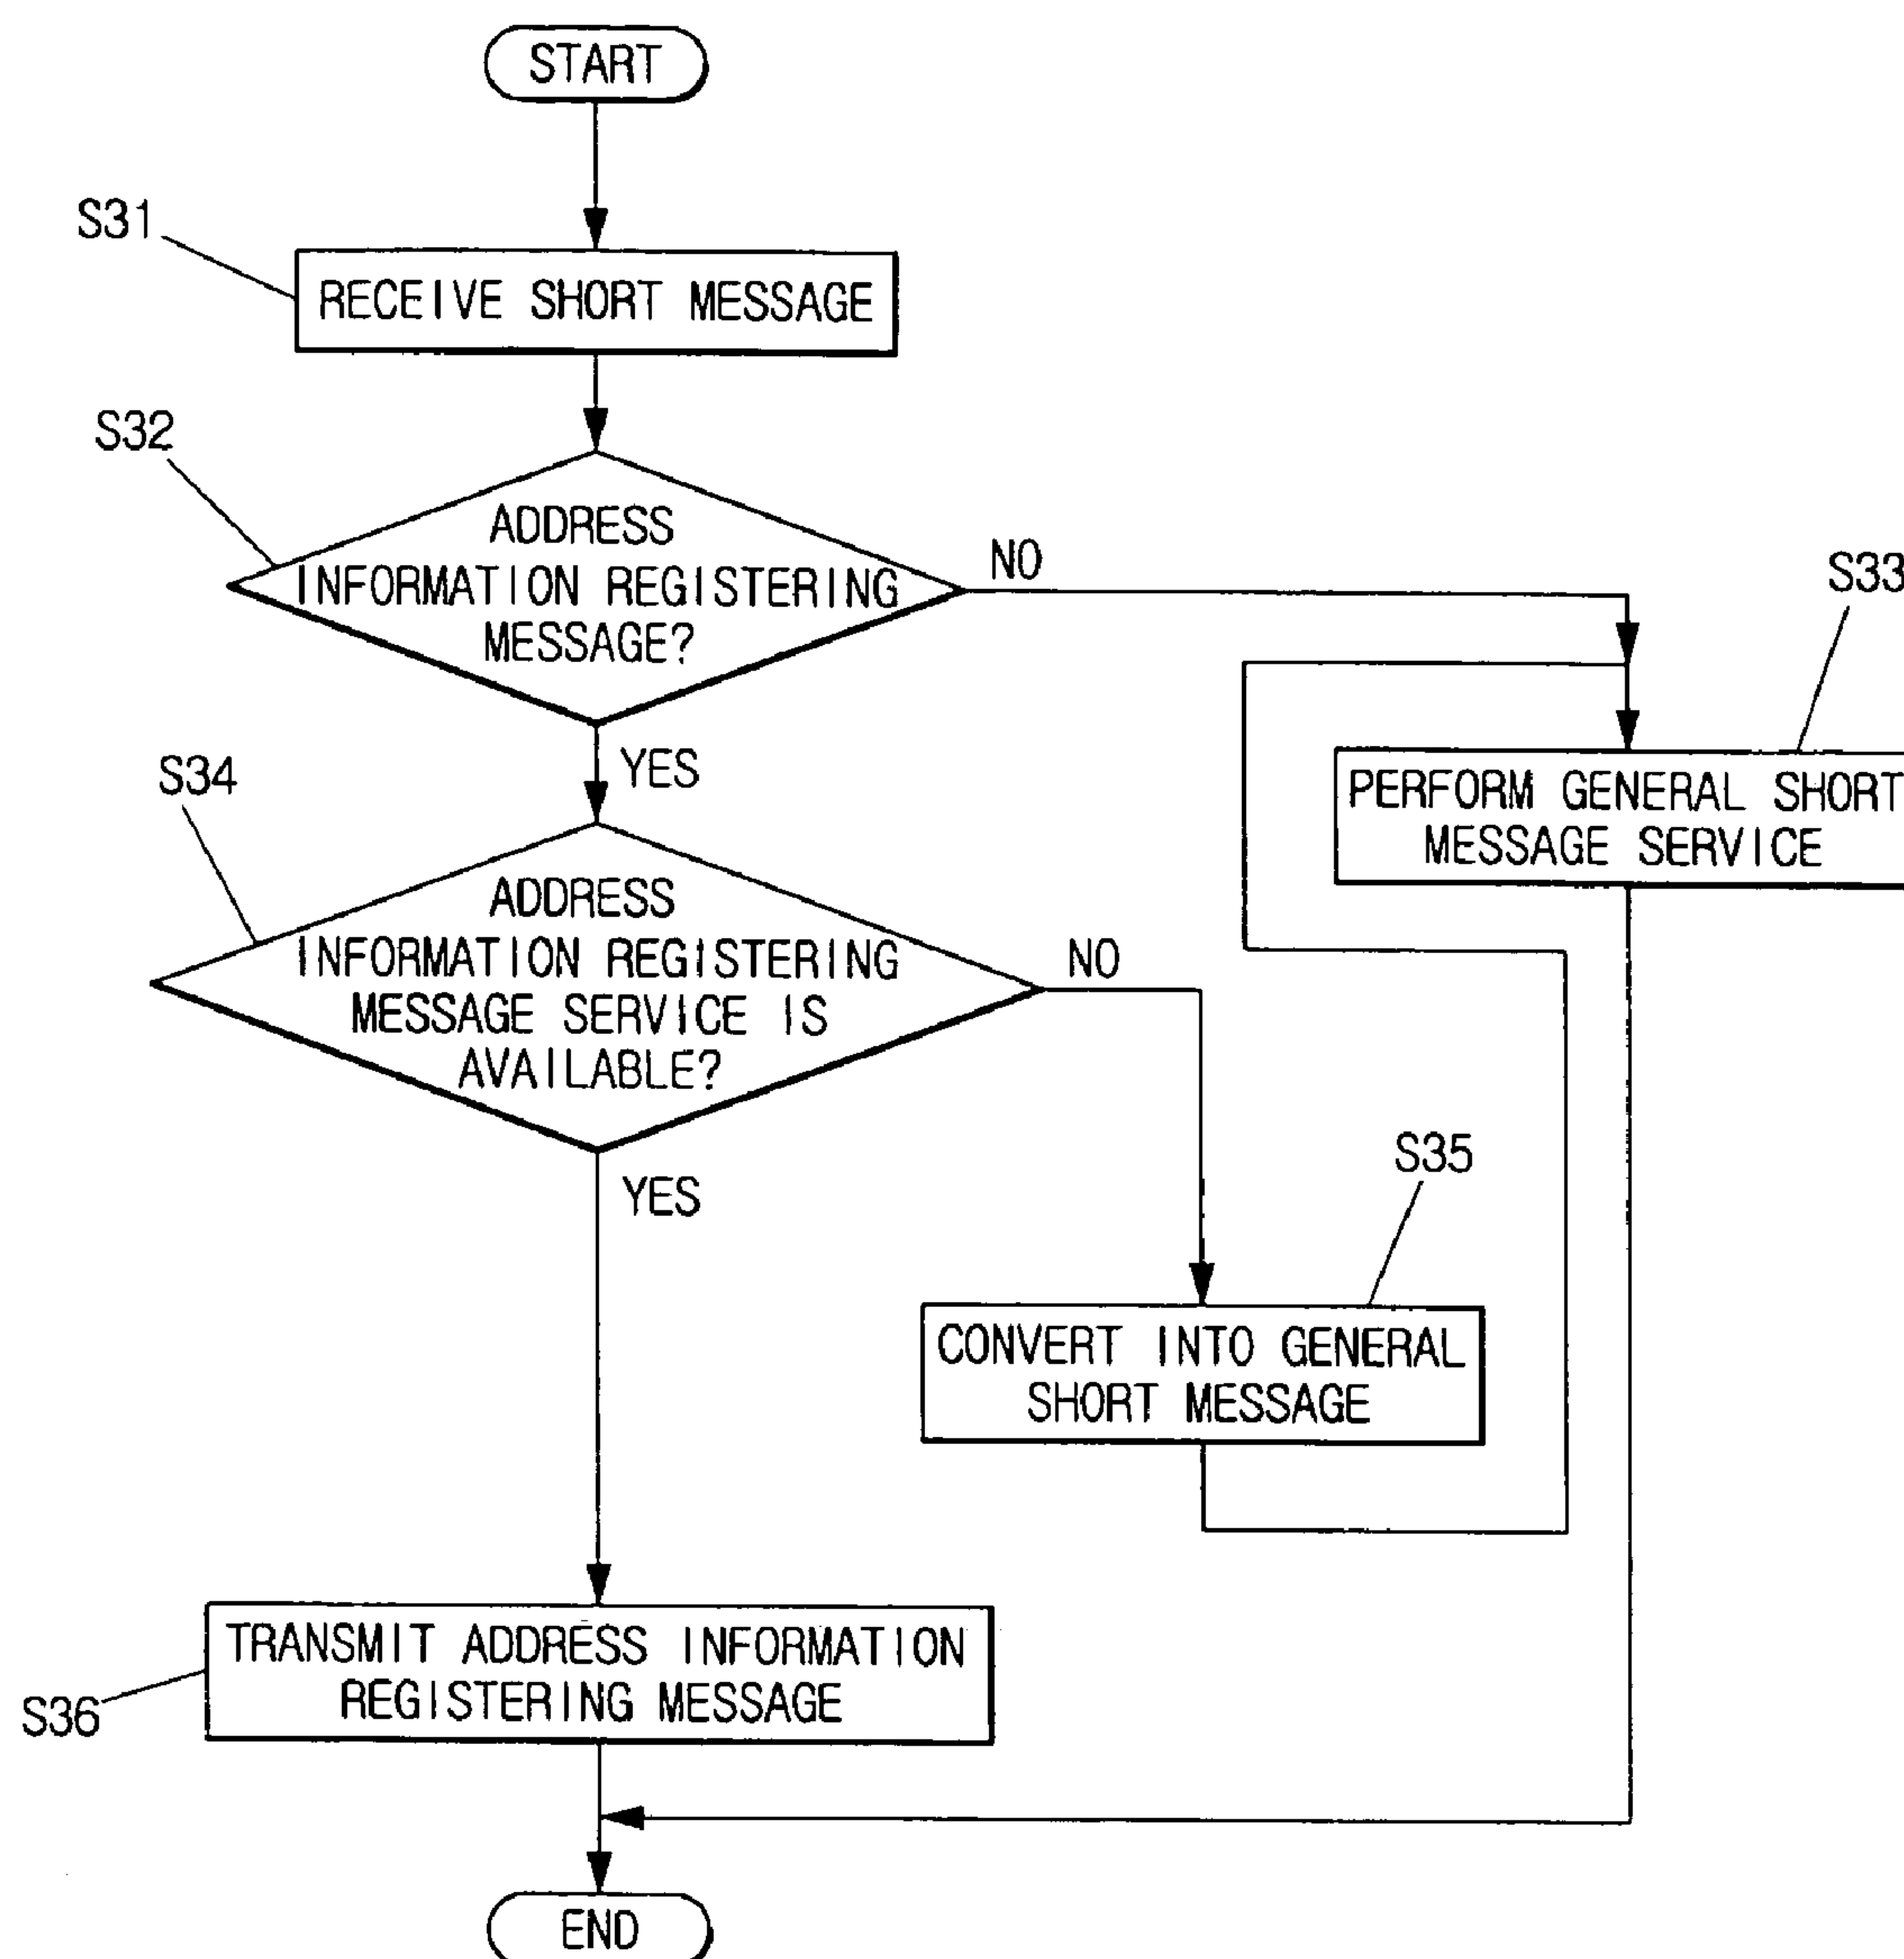 START
S31
RECEIVE SHORT MESSAGE
S32
ADDRESS
INFORMATION REGISTERING
MESSAGE?
NO
S33
YES
PERFORM GENERAL SHORT
MESSAGE SERVICE
S34
ADDRESS
INFORMATION REGISTERING
MESSAGE SERVICE IS
AVAILABLE?
NO
YES
S35
CONVERT INTO GENERAL
SHORT MESSAGE
TRANSMIT ADDRESS INFORMATION
REGISTERING MESSAGE
S36
END